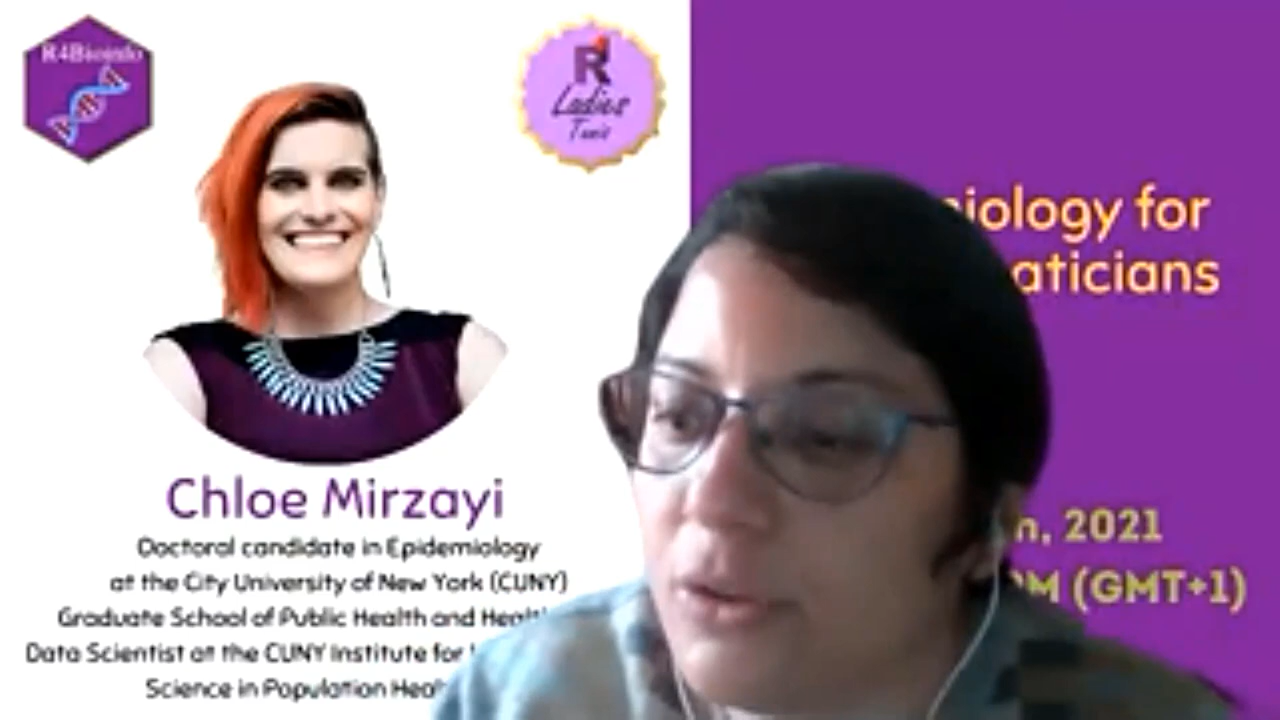 R4Bioinfo
R
Ladies
Tunis
iology for
aticians
Chloe Mirzayi
Doctoral candidate in Epidemiology
at the City University of New York (CUNY)
Graduate School of Public Health and Healt
Data Scientist at the CUNY Institute for
Science in Population Heal
, 2021
PM (GMT+1)